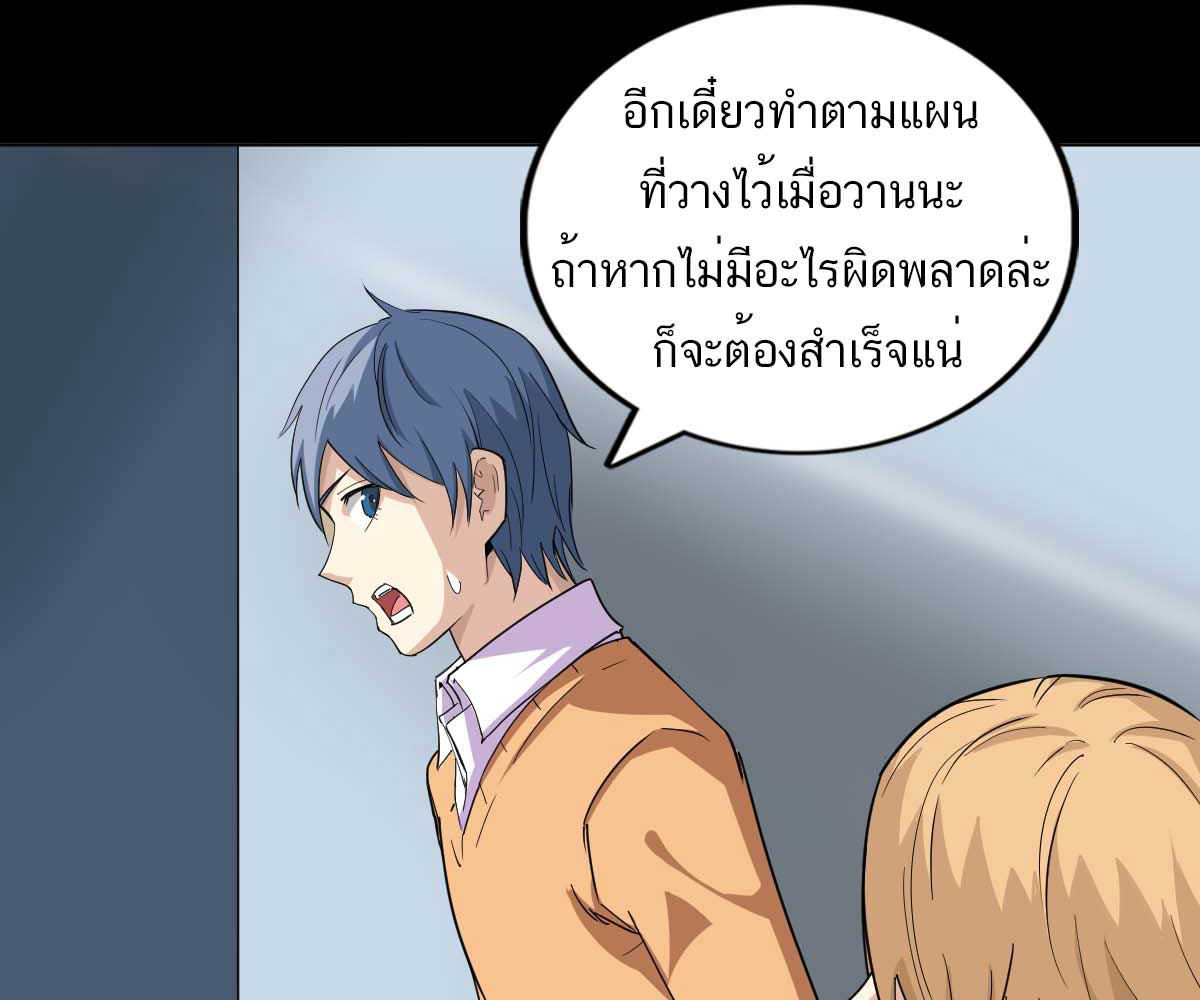 อีกเดี๋ยวทำตามแผน
ที่วางไว้เมื่อวานนะ
ถ้าหากไม่มีอะไรผิดพลาดล่ะ
ก็จะต้องสำเร็จแน่